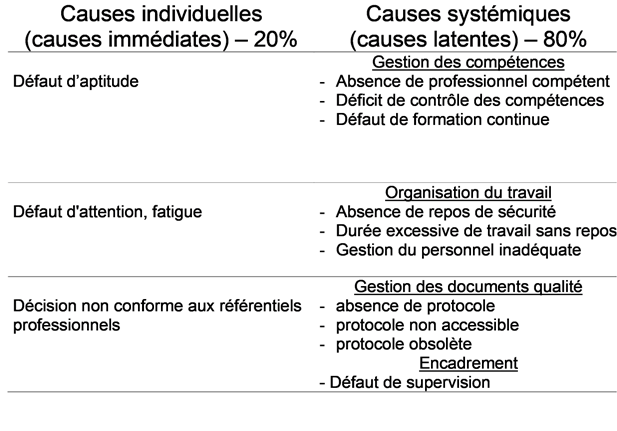 Causes individuelles
(causes immédiates) – 20%
Causes systémiques
(causes latentes) – 80%
Défaut d'aptitude
Gestion des compétences
- Absence de professionnel compétent
- Déficit de contrôle des compétences
- Défaut de formation continue
Défaut d'attention, fatigue
Organisation du travail
- Absence de repos de sécurité
- Durée excessive de travail sans repos
- Gestion du personnel inadéquate
Décision non conforme aux référentiels
professionnels
Gestion des documents qualité
- absence de protocole
- protocole non accessible
- protocole obsolète
Encadrement
- Défaut de supervision